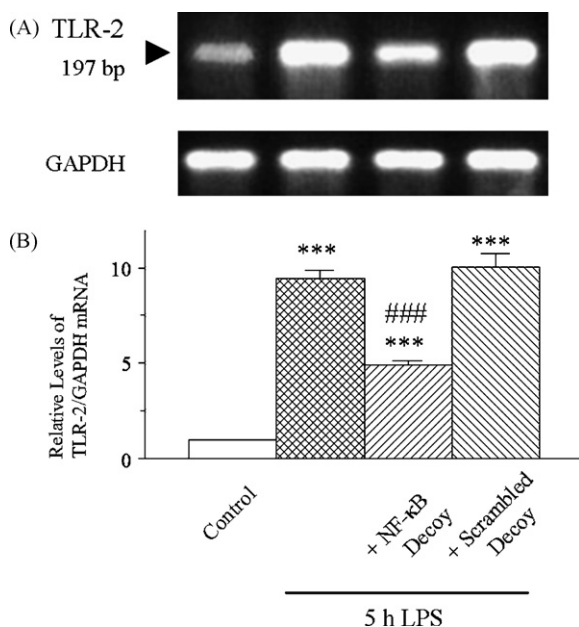 (A)
TLR-2
197 bp
GAPDH
(B)
Relative Levels of
TLR-2/GAPDH mRNA
10
5
0
***
###
***
***
Control
+ NF-κB
Decoy
+ Scrambled
Decoy
5 h LPS